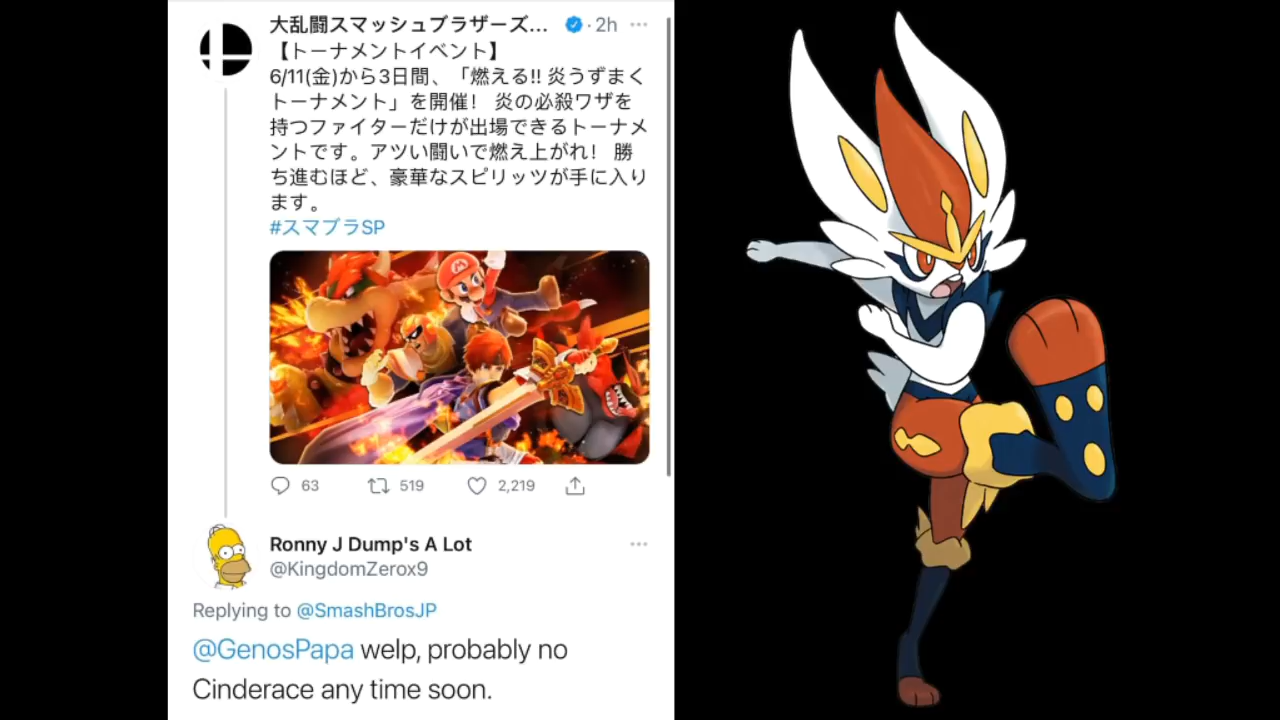 大乱闘スマッシュブラザーズ... · 2h
【トーナメントイベント】
6/11(金)から3日間、「燃える!! 炎うずまく
トーナメント」を開催! 炎の必殺ワザを
持つファイターだけが出場できるトーナメ
ントです。アツい闘いで燃え上がれ! 勝
ち進むほど、豪華なスピリッツが手に入り
ます。
#スマブラSP
63 519 2,219
Ronny J Dump's A Lot
@KingdomZerox9
Replying to @SmashBrosJP
@GenosPapa welp, probably no
Cinderace any time soon.